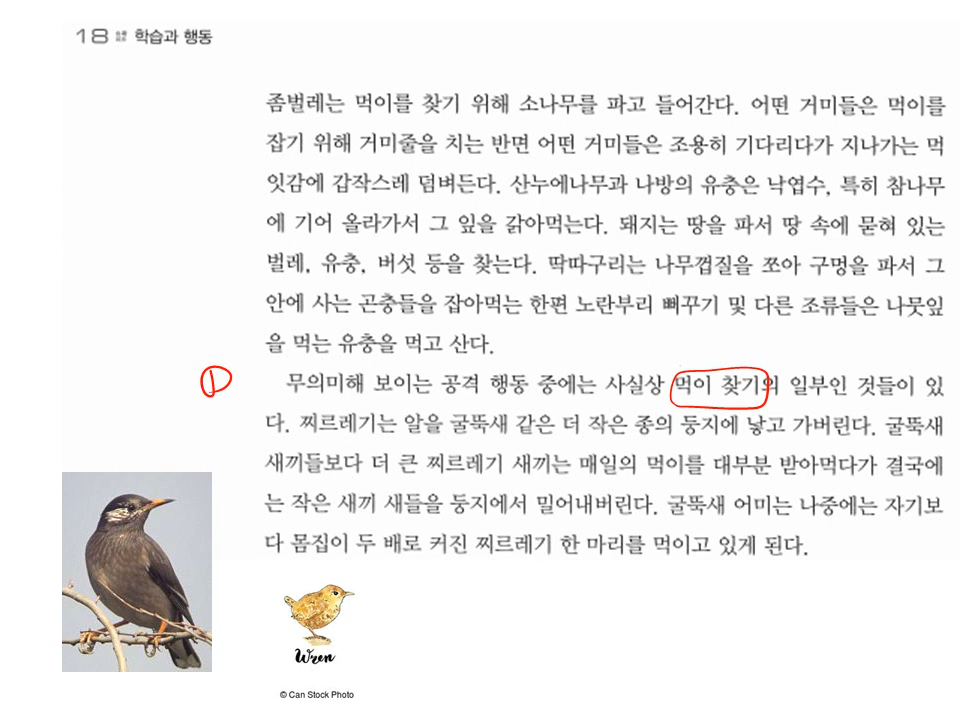 18 학습과 행동
좀벌레는 먹이를 찾기 위해 소나무를 파고 들어간다. 어떤 거미들은 먹이를
잡기 위해 거미줄을 치는 반면 어떤 거미들은 조용히 기다리다가 지나가는 먹
잇감에 갑작스레 덤벼든다. 산누에나무과 나방의 유충은 낙엽수, 특히 참나무
에 기어 올라가서 그 잎을 갉아먹는다. 돼지는 땅을 파서 땅 속에 묻혀 있는
벌레, 유충, 버섯 등을 찾는다. 딱따구리는 나무껍질을 쪼아 구멍을 파서 그
안에 사는 곤충들을 잡아먹는 한편 노란부리 뻐꾸기 및 다른 조류들은 나뭇잎
을 먹는 유충을 먹고 산다.
①
무의미해 보이는 공격 행동 중에는 사실상 먹이 찾기의 일부인 것들이 있
다. 찌르레기는 알을 굴뚝새 같은 더 작은 종의 둥지에 낳고 가버린다. 굴뚝새
새끼들보다 더 큰 찌르레기 새끼는 매일의 먹이를 대부분 받아먹다가 결국에
는 작은 새끼 새들을 둥지에서 밀어내버린다. 굴뚝새 어미는 나중에는 자기보
다 몸집이 두 배로 커진 찌르레기 한 마리를 먹이고 있게 된다.
Wren
© Can Stock Photo